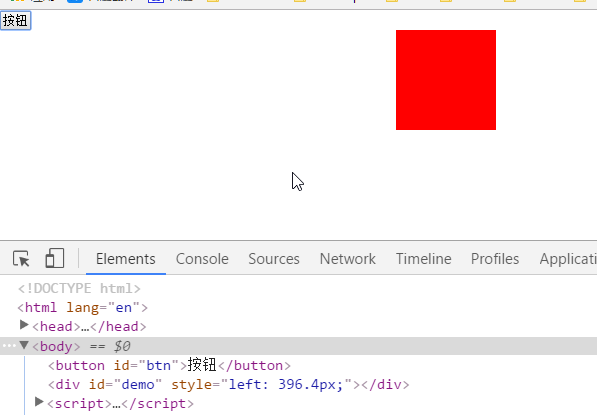 按钮
Elements Console Sources Network Timeline Profiles Applicati
<!DOCTYPE html>
<html lang="en">
<head>…</head>
… <body> == $0
<button id="btn">按钮</button>
<div id="demo" style="left: 396.4px;"></div>
<script>…</script>